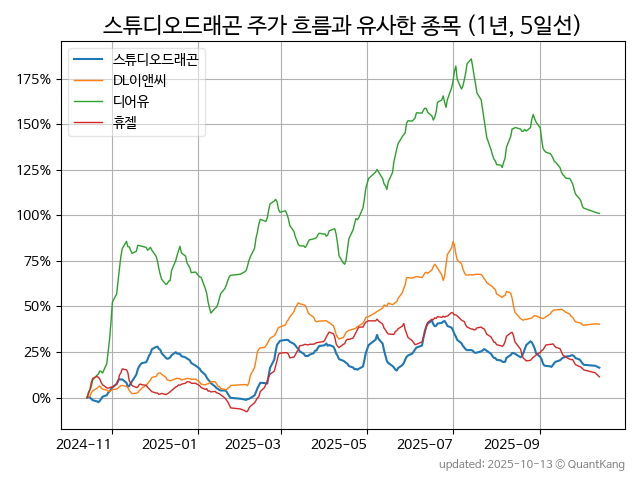 스튜디오드래곤 주가 흐름과 유사한 종목 (1년, 5일선)
스튜디오드래곤
DL이앤씨
디어유
휴젤
175%
150%
125%
100%
75%
50%
25%
0%
2024-11 2025-01 2025-03 2025-05 2025-07 2025-09
updated: 2025-10-13 © QuantKang